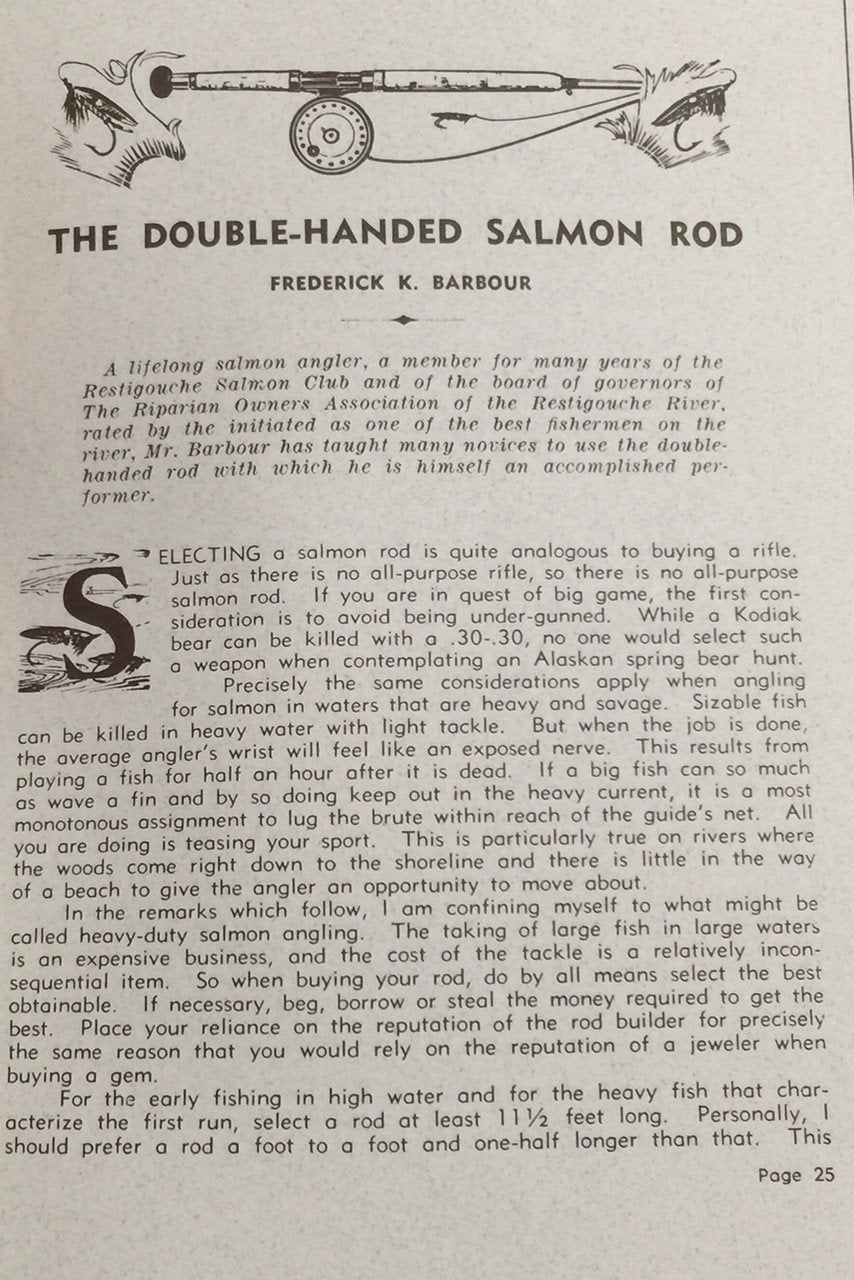 THE DOUBLE-HANDED SALMON ROD
FREDERICK K. BARBOUR
A lifelong salmon angler, a member for many years of the
Restigouche Salmon Club and of the board of governors of
The Riparian Owners Association of the Restigouche River,
rated by the initiated as one of the best fishermen on the
river, Mr. Barbour has taught many novices to use the double-
handed rod with which he is himself an accomplished per-
former.
SELECTING a salmon rod is quite analogous to buying a rifle.
Just as there is no all-purpose rifle, so there is no all-purpose
salmon rod. If you are in quest of big game, the first con-
sideration is to avoid being under-gunned. While a Kodiak
bear can be killed with a .30-.30, no one would select such
a weapon when contemplating an Alaskan spring bear hunt.
Precisely the same considerations apply when angling
for salmon in waters that are heavy and savage. Sizable fish
can be killed in heavy water with light tackle. But when the job is done,
the average angler's wrist will feel like an exposed nerve. This results from
playing a fish for half an hour after it is dead. If a big fish can so much
as wave a fin and by so doing keep out in the heavy current, it is a most
monotonous assignment to lug the brute within reach of the guide's net. All
you are doing is teasing your sport. This is particularly true on rivers where
the woods come right down to the shoreline and there is little in the way
of a beach to give the angler an opportunity to move about.
In the remarks which follow, I am confining myself to what might be
called heavy-duty salmon angling. The taking of large fish in large waters
is an expensive business, and the cost of the tackle is a relatively incon-
sequential item. So when buying your rod, do by all means select the best
obtainable. If necessary, beg, borrow or steal the money required to get the
best. Place your reliance on the reputation of the rod builder for precisely
the same reason that you would rely on the reputation of a jeweler when
buying a gem.
For the early fishing in high water and for the heavy fish that char-
acterize the first run, select a rod at least 11½ feet long. Personally, I
should prefer a rod a foot to a foot and one-half longer than that. This
Page 25